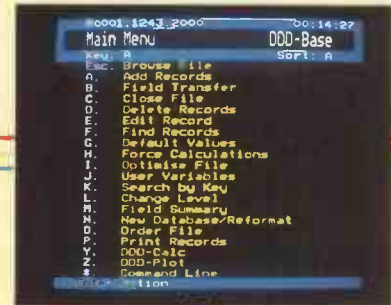 0001.1243.2000 00:14:27
Main Menu DDD-Base
Key: A Sort: A
Esc. Browse File
A. Add Records
B. Field Transfer
C. Close File
D. Delete Records
E. Edit Record
F. Find Records
G. Default Values
H. Force Calculations
I. Optimise File
J. User Variables
K. Search by Key
L. Change Level
M. Field Summary
N. New Database/Reformat
O. Order File
P. Print Records
Y. DDD-Calc
Z. DDD-Plot
*. Command Line